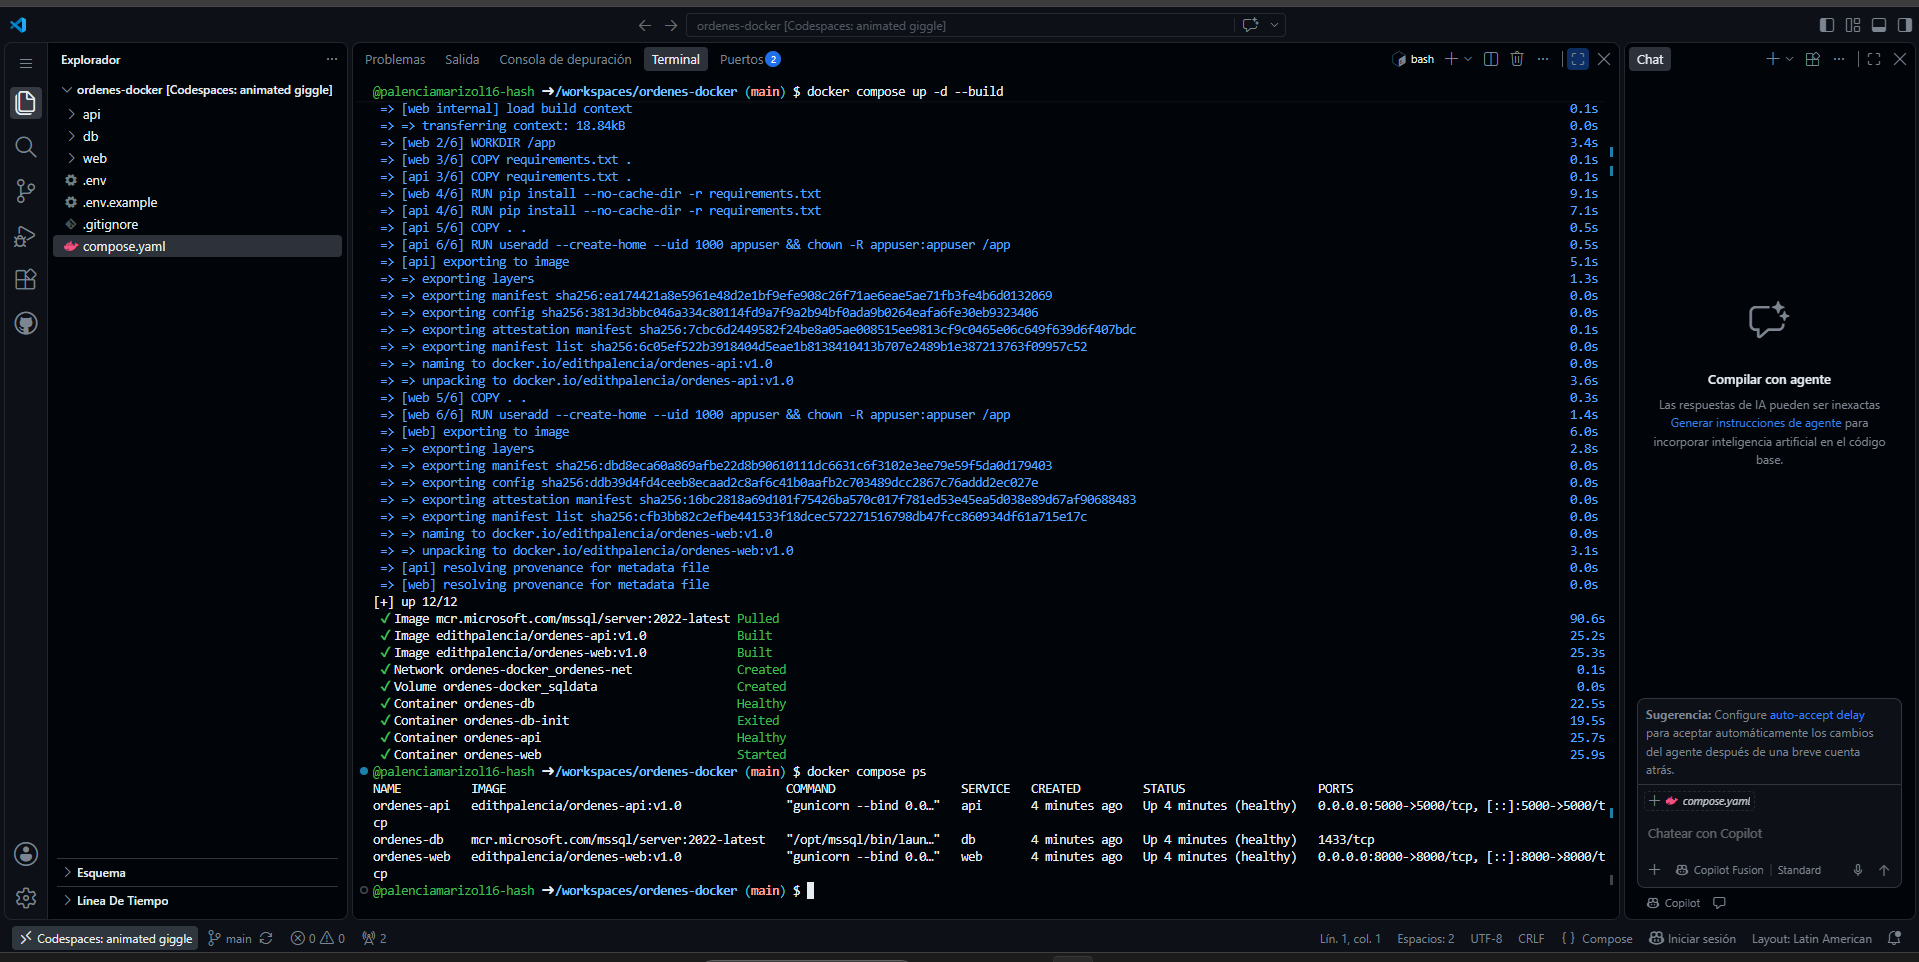 ordenes-docker [Codespaces: animated giggle]
Explorador
ordenes-docker [Codespaces: animated giggle]
api
db
web
.env
.env.example
.gitignore
compose.yaml
Esquema
Línea De Tiempo
Problemas Salida Consola de depuración Terminal Puertos 2
bash
@palenciamarizol16-hash ➜/workspaces/ordenes-docker (main) $ docker compose up -d --build
=> [web internal] load build context 0.1s
=> => transferring context: 18.84kB 0.0s
=> [web 2/6] WORKDIR /app 3.4s
=> [web 3/6] COPY requirements.txt . 0.1s
=> [api 3/6] COPY requirements.txt . 0.1s
=> [web 4/6] RUN pip install --no-cache-dir -r requirements.txt 9.1s
=> [api 4/6] RUN pip install --no-cache-dir -r requirements.txt 7.1s
=> [api 5/6] COPY . . 0.5s
=> [api 6/6] RUN useradd --create-home --uid 1000 appuser && chown -R appuser:appuser /app 0.5s
=> [api] exporting to image 5.1s
=> => exporting layers 1.3s
=> => exporting manifest sha256:ea174421a8e5961e48d2e1bf9efe908c26f71ae6eae5ae71fb3fe4b6d0132069 0.0s
=> => exporting config sha256:3813d3bbc046a334c80114fd9a7f9a2b94bf0ada9b0264eafa6fe30eb9323406 0.0s
=> => exporting attestation manifest sha256:7cbc6d2449582f24be8a05ae008515ee9813cf9c0465e06c649f639d6f407bdc 0.1s
=> => exporting manifest list sha256:6c05ef522b3918404d5eae1b8138410413b707e2489b1e387213763f09957c52 0.0s
=> => naming to docker.io/edithpalencia/ordenes-api:v1.0 0.0s
=> => unpacking to docker.io/edithpalencia/ordenes-api:v1.0 3.6s
=> [web 5/6] COPY . . 0.3s
=> [web 6/6] RUN useradd --create-home --uid 1000 appuser && chown -R appuser:appuser /app 1.4s
=> [web] exporting to image 6.0s
=> => exporting layers 2.8s
=> => exporting manifest sha256:dbd8eca60a869afbe22d8b90610111dc6631c6f3102e3ee79e59f5da0d179403 0.0s
=> => exporting config sha256:ddb39d4fd4ceeb8ecaad2c8af6c41b0aafb2c703489dcc2867c76addd2ec027e 0.0s
=> => exporting attestation manifest sha256:16bc2818a69d101f75426ba570c017f781ed53e45ea5d038e89d67af90688483 0.0s
=> => exporting manifest list sha256:cfb3bb82c2efbe441533f18dcec572271516798db47fcc860934df61a715e17c 0.0s
=> => naming to docker.io/edithpalencia/ordenes-web:v1.0 0.0s
=> => unpacking to docker.io/edithpalencia/ordenes-web:v1.0 3.1s
=> [api] resolving provenance for metadata file 0.0s
=> [web] resolving provenance for metadata file 0.0s
[+] up 12/12
✓ Image mcr.microsoft.com/mssql/server:2022-latest Pulled 90.6s
✓ Image edithpalencia/ordenes-api:v1.0 Built 25.2s
✓ Image edithpalencia/ordenes-web:v1.0 Built 25.3s
✓ Network ordenes-docker_ordenes-net Created 0.1s
✓ Volume ordenes-docker_sqldata Created 0.0s
✓ Container ordenes-db Healthy 22.5s
✓ Container ordenes-db-init Exited 19.5s
✓ Container ordenes-api Healthy 25.7s
✓ Container ordenes-web Started 25.9s
@palenciamarizol16-hash ➜/workspaces/ordenes-docker (main) $ docker compose ps
NAME IMAGE COMMAND SERVICE CREATED STATUS PORTS
ordenes-api edithpalencia/ordenes-api:v1.0 "gunicorn --bind 0.0…" api 4 minutes ago Up 4 minutes (healthy) 0.0.0.0:5000->5000/tcp, [::]:5000->5000/t
cp
ordenes-db mcr.microsoft.com/mssql/server:2022-latest "/opt/mssql/bin/laun…" db 4 minutes ago Up 4 minutes (healthy) 1433/tcp
ordenes-web edithpalencia/ordenes-web:v1.0 "gunicorn --bind 0.0…" web 4 minutes ago Up 4 minutes (healthy) 0.0.0.0:8000->8000/tcp, [::]:8000->8000/t
cp
@palenciamarizol16-hash ➜/workspaces/ordenes-docker (main) $
Chat
Compilar con agente
Las respuestas de IA pueden ser inexactas
Generar instrucciones de agente para
incorporar inteligencia artificial en el código
base.
Sugerencia: Configure auto-accept delay
para aceptar automáticamente los cambios
del agente después de una breve cuenta
atrás.
compose.yaml
Chatear con Copilot
Copilot Fusion Standard
Copilot
Codespaces: animated giggle main 0 0 2
Lín. 1, col. 1 Espacios: 2 UTF-8 CRLF { } Compose Iniciar sesión Layout: Latin American